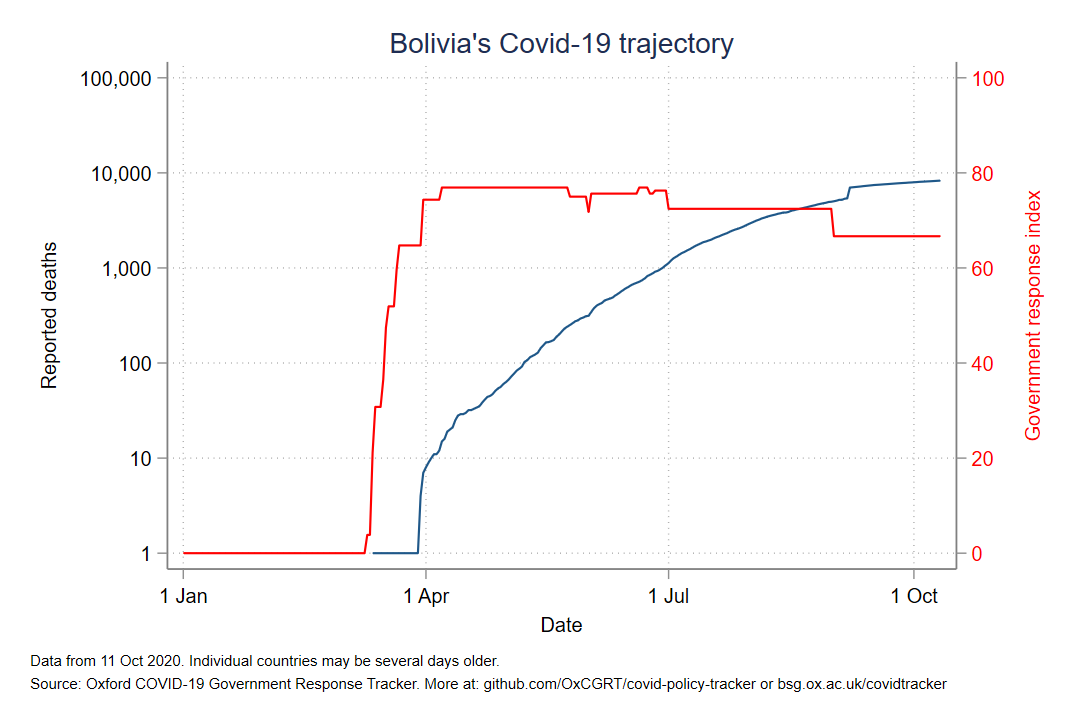 Bolivia's Covid-19 trajectory
100,000
10,000
1,000
100
10
1
Reported deaths
100
80
60
40
20
0
Government response index
1 Jan
1 Apr
1 Jul
1 Oct
Date
Data from 11 Oct 2020. Individual countries may be several days older.
Source: Oxford COVID-19 Government Response Tracker. More at: github.com/OxCGRT/covid-policy-tracker or bsg.ox.ac.uk/covidtracker